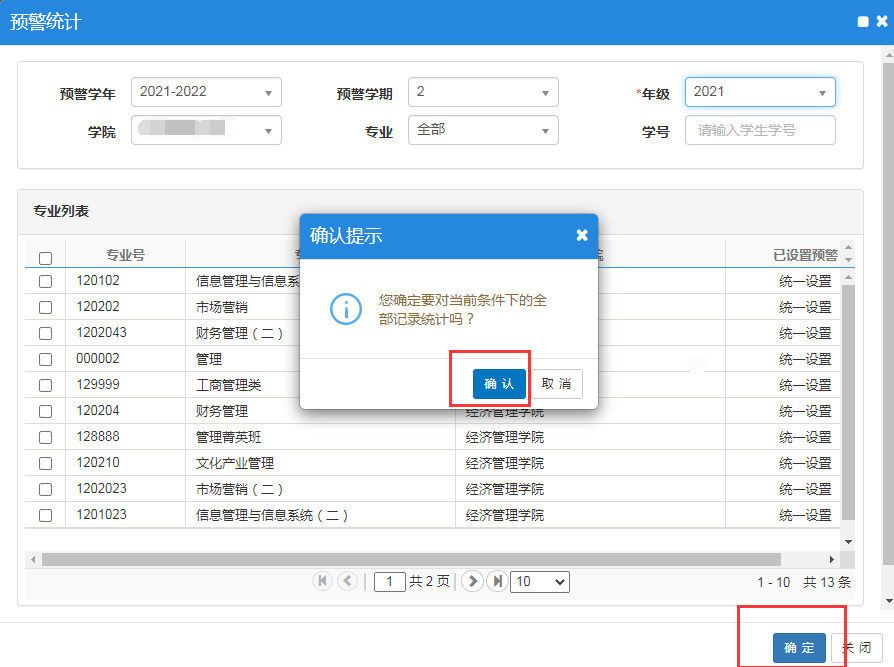 预警统计
预警学年 2021-2022 预警学期 2 *年级 2021
学院 专业 全部 学号 请输入学生学号
专业列表
专业号 已设置预警
确认提示
120102 信息管理与信息系 统一设置
120202 市场营销 统一设置
您确定要对当前条件下的全
部记录统计吗？
1202043 财务管理（二） 统一设置
000002 管理 统一设置
129999 工商管理类 统一设置
确 认 取 消
120204 财务管理 经济管理学院 统一设置
128888 管理菁英班 经济管理学院 统一设置
120210 文化产业管理 经济管理学院 统一设置
1202023 市场营销（二） 经济管理学院 统一设置
1201023 信息管理与信息系统（二） 经济管理学院 统一设置
1 共 2 页 10 1 - 10 共 13 条
确 定 关 闭